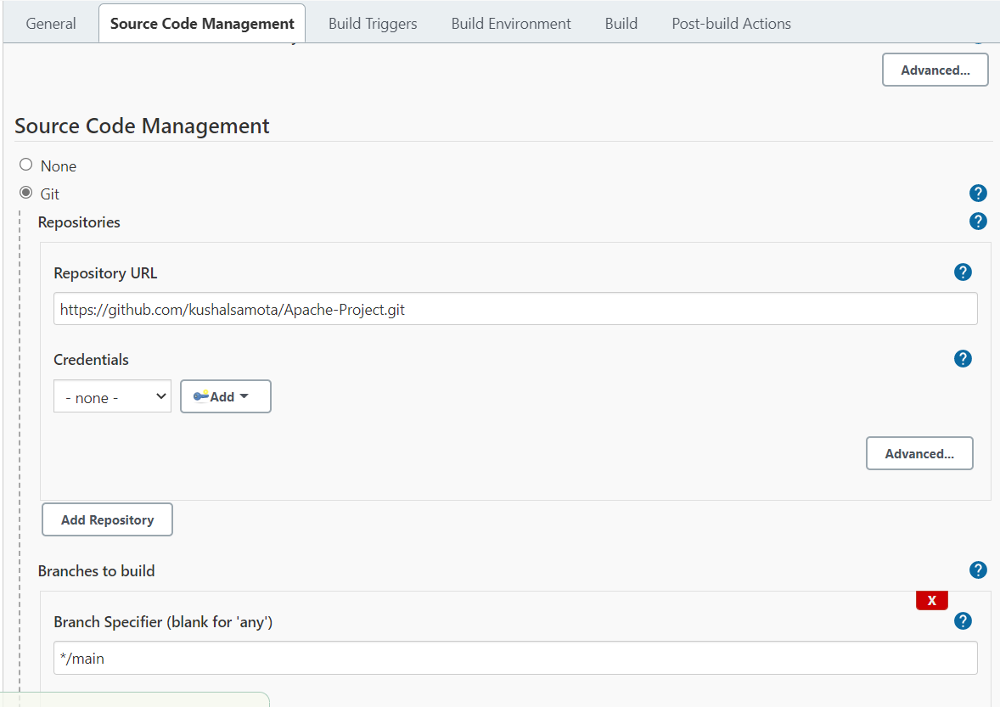 General Source Code Management Build Triggers Build Environment Build Post-build Actions
Advanced...
Source Code Management
None
Git
?
Repositories
?
Repository URL
?
https://github.com/kushalsamota/Apache-Project.git
Credentials
?
- none -
Add
Advanced...
Add Repository
Branches to build
?
X
Branch Specifier (blank for 'any')
?
*/main